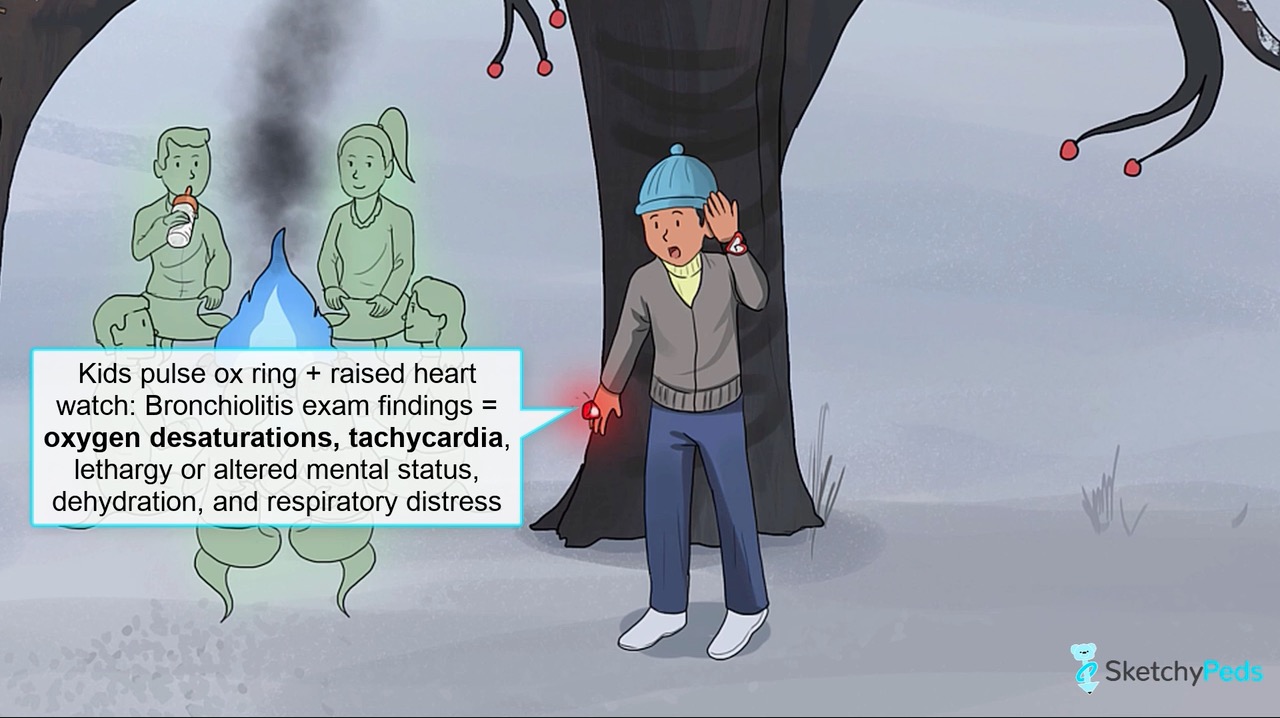 Kids pulse ox ring + raised heart
watch: Bronchiolitis exam findings =
oxygen desaturations, tachycardia,
lethargy or altered mental status,
dehydration, and respiratory distress
SketchyPeds